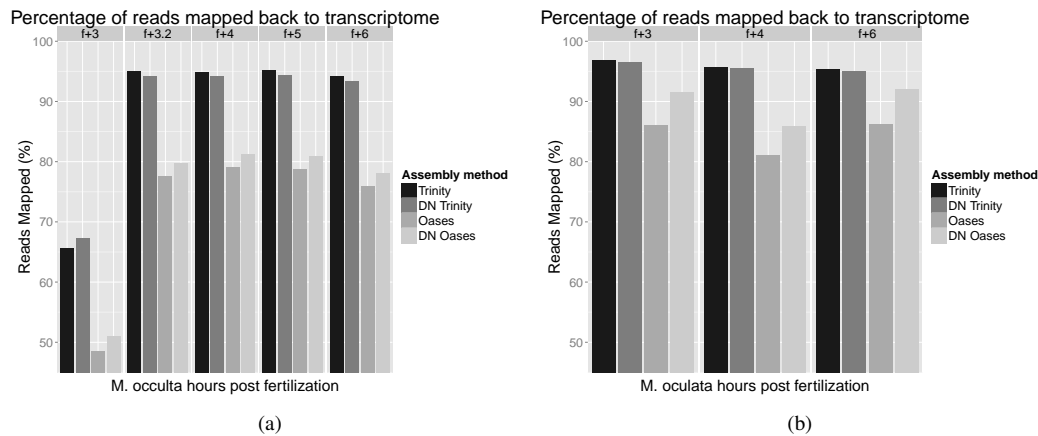 Percentage of reads mapped back to transcriptome
f+3 f+3.2 f+4 f+5 f+6
100
90
80
70
60
50
Reads Mapped (%)
M. occulta hours post fertilization
Assembly method
Trinity
DN Trinity
Oases
DN Oases
(a)
Percentage of reads mapped back to transcriptome
f+3 f+4 f+6
100
90
80
70
60
50
Reads Mapped (%)
M. oculata hours post fertilization
Assembly method
Trinity
DN Trinity
Oases
DN Oases
(b)